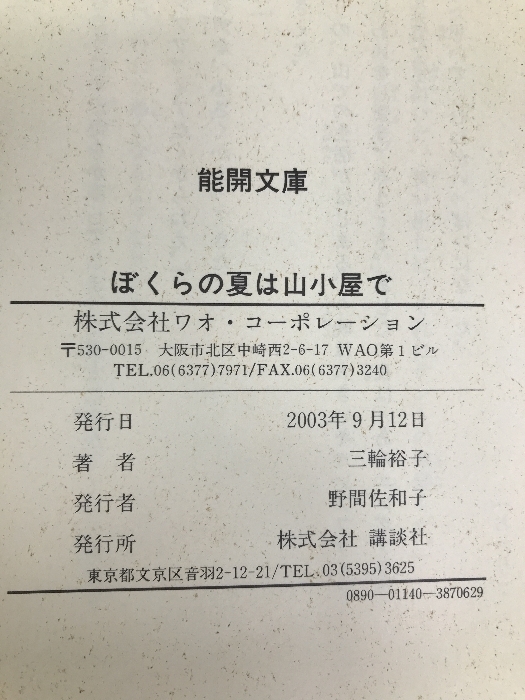 能開文庫
ぼくらの夏は山小屋で
株式会社ワオ・コーポレーション
〒530-0015 大阪市北区中崎西2-6-17 WAO第1ビル
TEL.06(6377)7971/FAX.06(6377)3240
発行日 2003年9月12日
著者 三輪裕子
発行者 野間佐和子
発行所 株式会社 講談社
東京都文京区音羽2-12-21/TEL.03(5395)3625
0890―01140―3870629